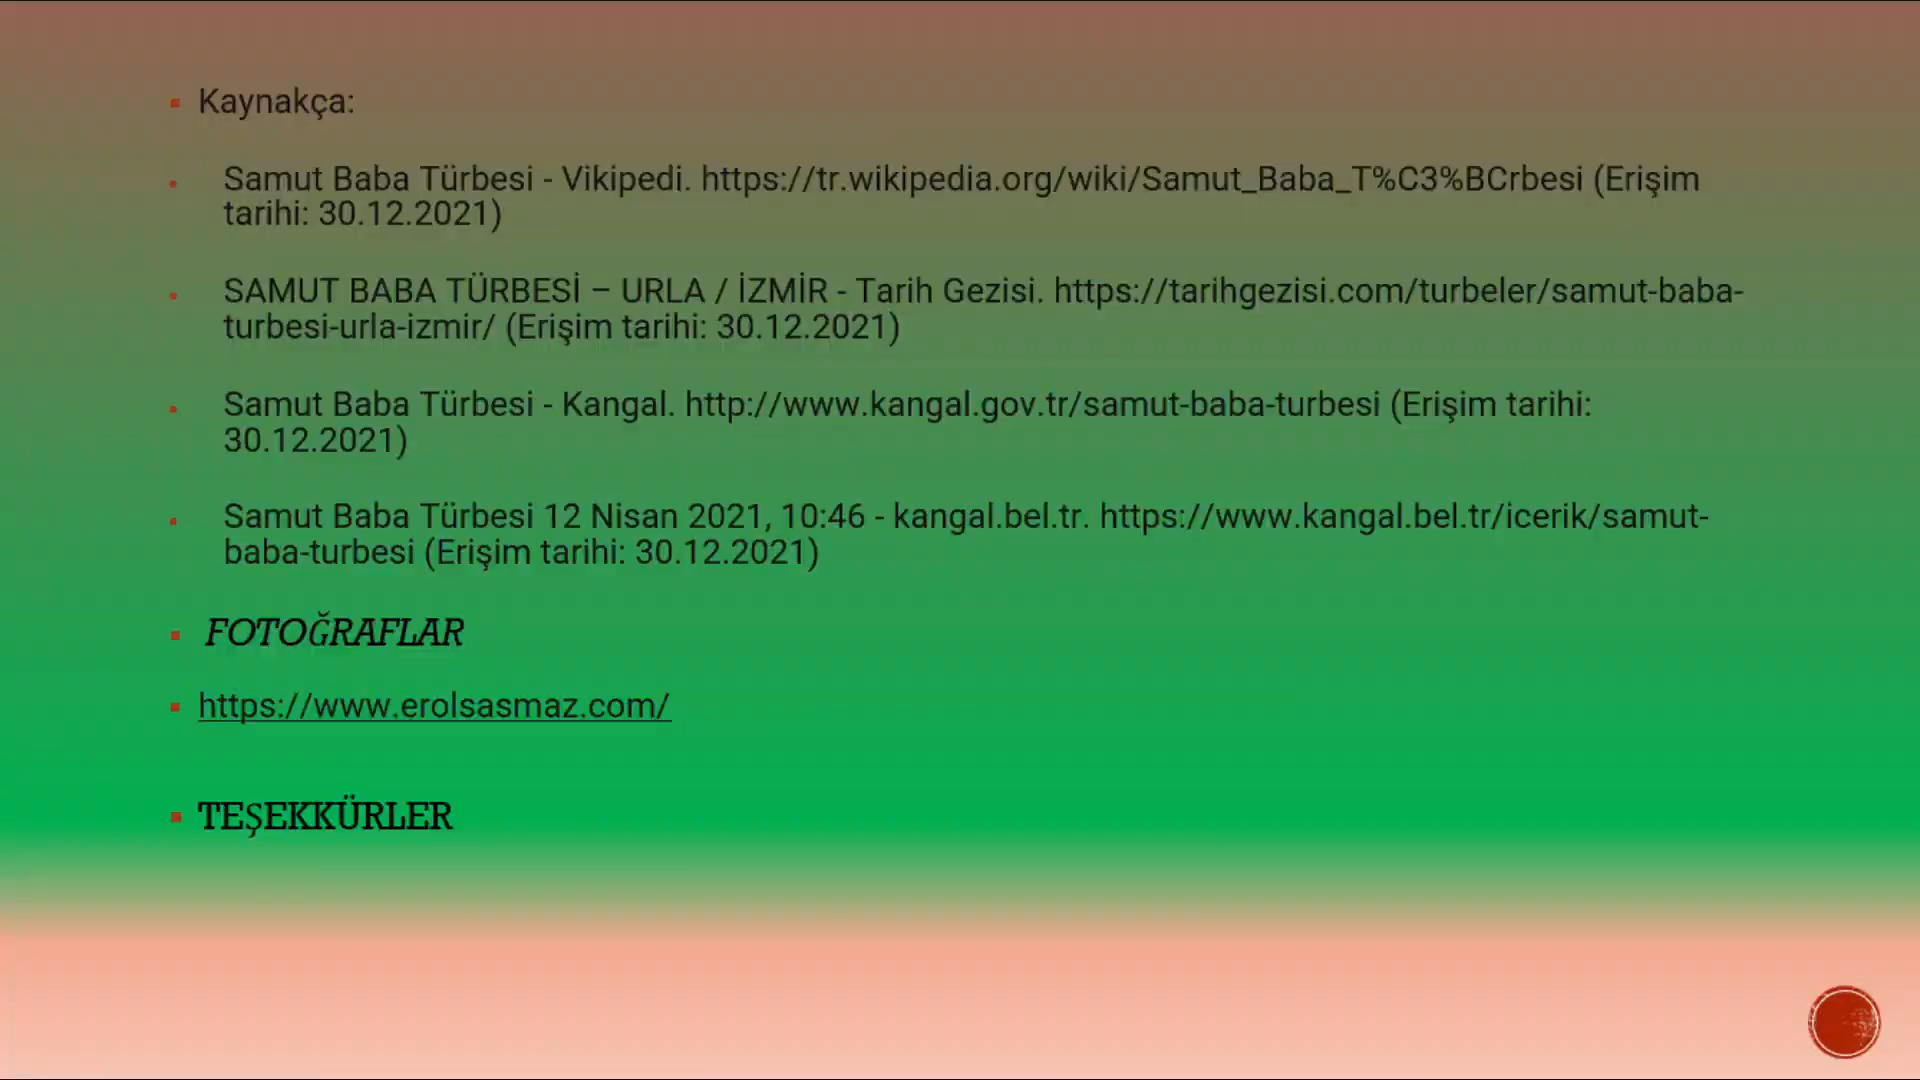 Kaynakça:
Samut Baba Türbesi - Vikipedi. https://tr.wikipedia.org/wiki/Samut_Baba_T%C3%BCrbesi (Erişim
tarihi: 30.12.2021)
SAMUT BABA TÜRBESİ – URLA / İZMİR - Tarih Gezisi. https://tarihgezisi.com/turbeler/samut-baba-
turbesi-urla-izmir/ (Erişim tarihi: 30.12.2021)
Samut Baba Türbesi - Kangal. http://www.kangal.gov.tr/samut-baba-turbesi (Erişim tarihi:
30.12.2021)
Samut Baba Türbesi 12 Nisan 2021, 10:46 - kangal.bel.tr. https://www.kangal.bel.tr/icerik/samut-
baba-turbesi (Erişim tarihi: 30.12.2021)
FOTOĞRAFLAR
https://www.erolsasmaz.com/
TEŞEKKÜRLER